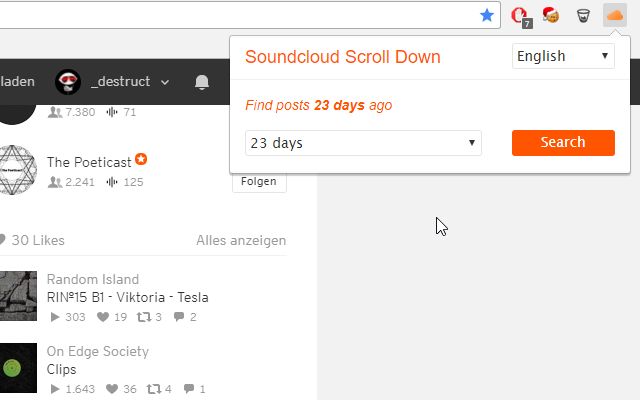 7
Soundcloud Scroll Down
English
laden
_destruct
Find posts 23 days ago
23 days
Search
7.380 71
The Poeticast
2.241 125
Folgen
30 Likes
Alles anzeigen
Random Island
RINº15 B1 - Viktoria - Tesla
303 19 3 2
On Edge Society
Clips
1.643 36 4 1